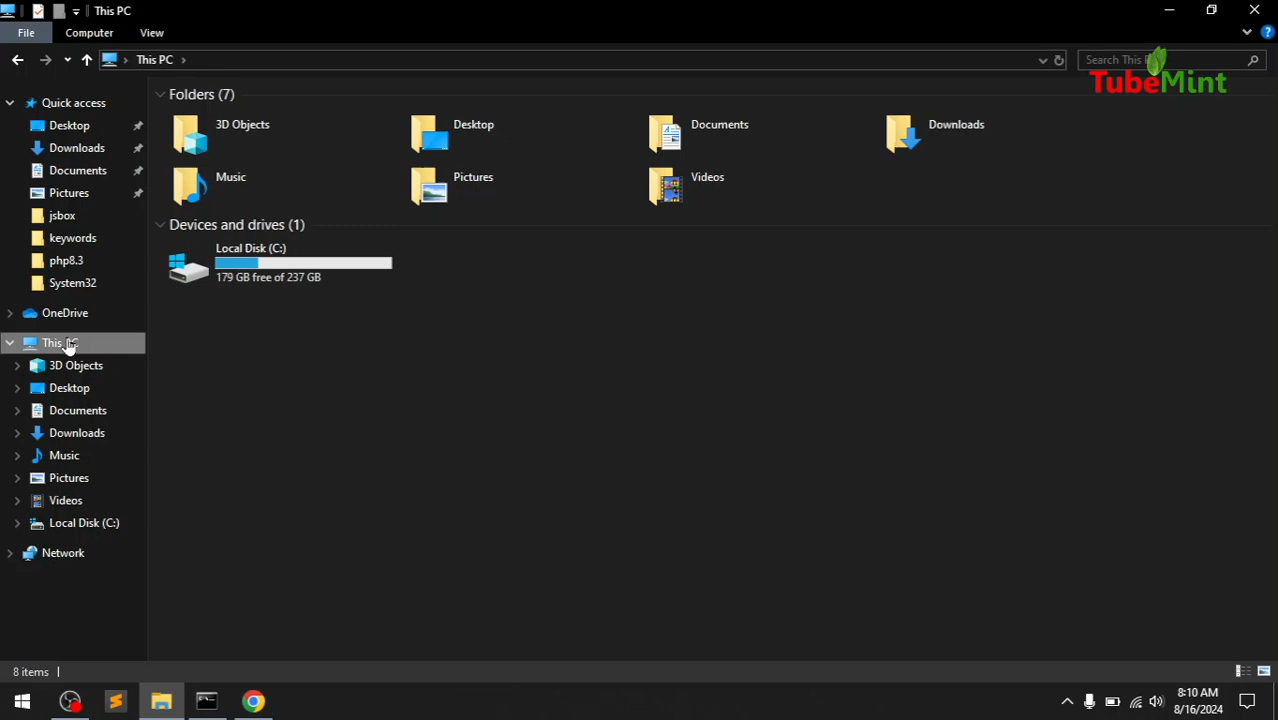 This PC
File Computer View
This PC
Search This P
TubeMint
Quick access
Desktop
Downloads
Documents
Pictures
jsbox
keywords
php8.3
System32
OneDrive
This PC
3D Objects
Desktop
Documents
Downloads
Music
Pictures
Videos
Local Disk (C:)
Network
Folders (7)
3D Objects
Desktop
Documents
Downloads
Music
Pictures
Videos
Devices and drives (1)
Local Disk (C:)
179 GB free of 237 GB
8 items
8:10 AM
8/16/2024